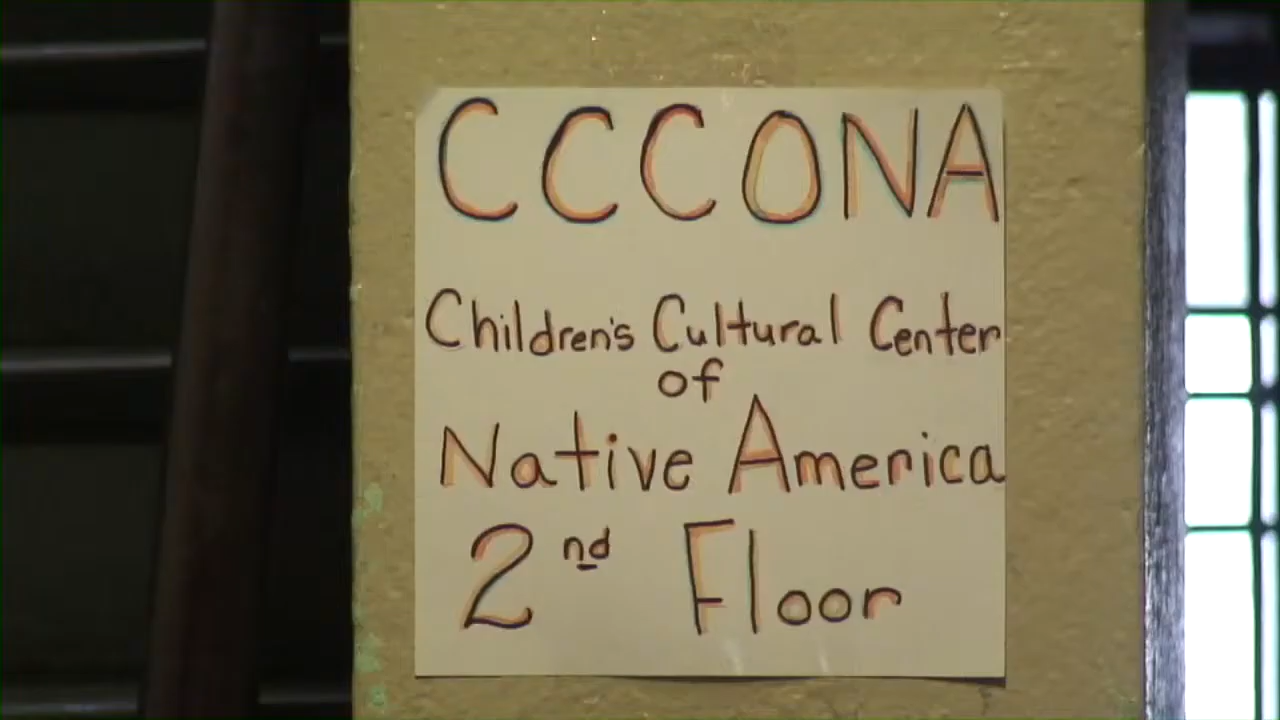 CCCONA
Children's Cultural Center
of
Native America
2nd Floor